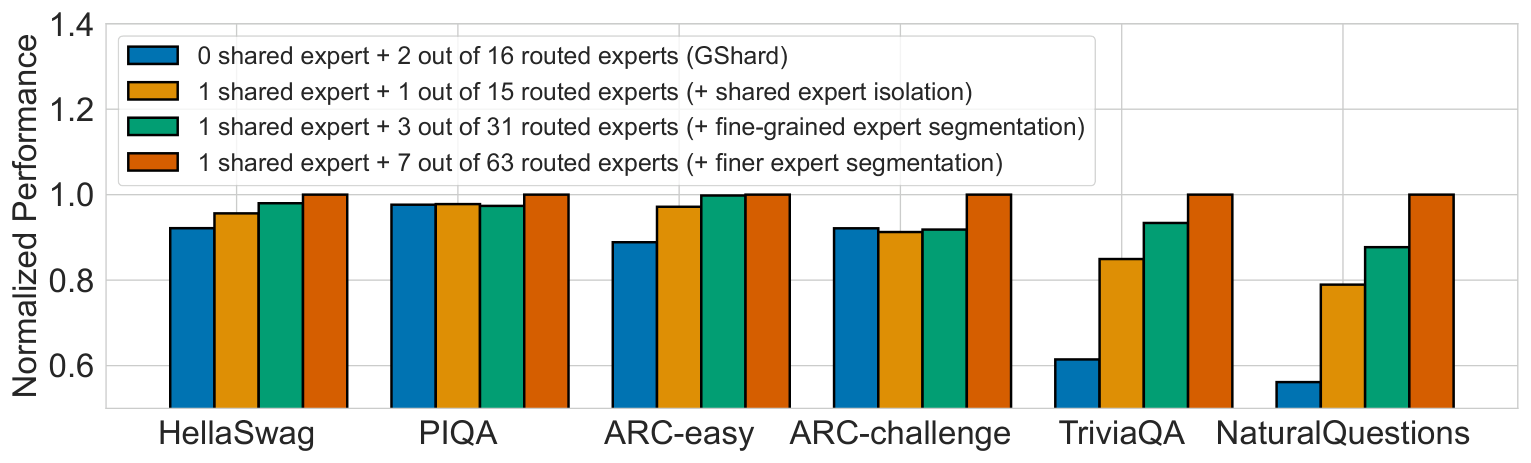 Normalized Performance
1.4
1.2
1.0
0.8
0.6
0 shared expert + 2 out of 16 routed experts (GShard)
1 shared expert + 1 out of 15 routed experts (+ shared expert isolation)
1 shared expert + 3 out of 31 routed experts (+ fine-grained expert segmentation)
1 shared expert + 7 out of 63 routed experts (+ finer expert segmentation)
HellaSwag PIQA ARC-easy ARC-challenge TriviaQA NaturalQuestions